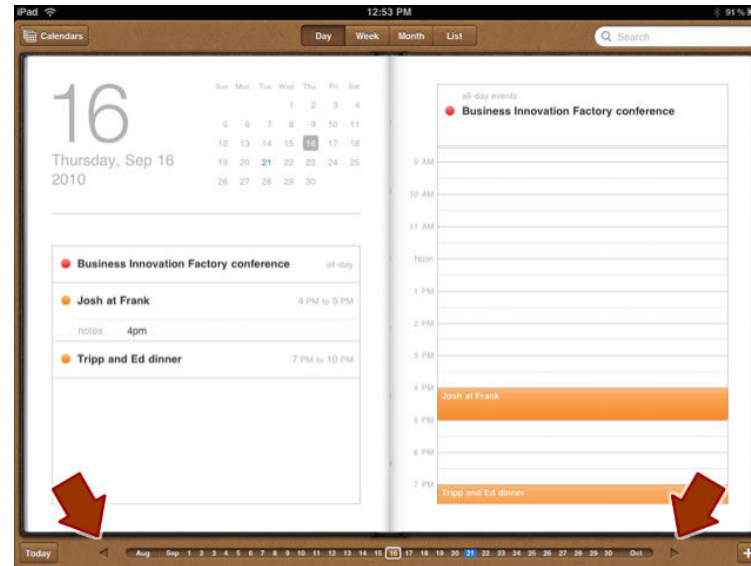 iPad 12:53 PM 91%
Calendars Day Week Month List Search
16
Thursday, Sep 16
2010
Sun Mon Tue Wed Thu Fri Sat
1 2 3 4
5 6 7 8 9 10 11
12 13 14 15 16 17 18
19 20 21 22 23 24 25
26 27 28 29 30
Business Innovation Factory conference all-day
Josh at Frank 4 PM to 5 PM
notes 4pm
Tripp and Ed dinner 7 PM to 10 PM
all-day events
Business Innovation Factory conference
9 AM
10 AM
11 AM
Noon
1 PM
2 PM
3 PM
4 PM
Josh at Frank
5 PM
6 PM
7 PM
Tripp and Ed dinner
Today Aug Sep 1 2 3 4 5 6 7 8 9 10 11 12 13 14 15 16 17 18 19 20 21 22 23 24 25 26 27 28 29 30 Oct +